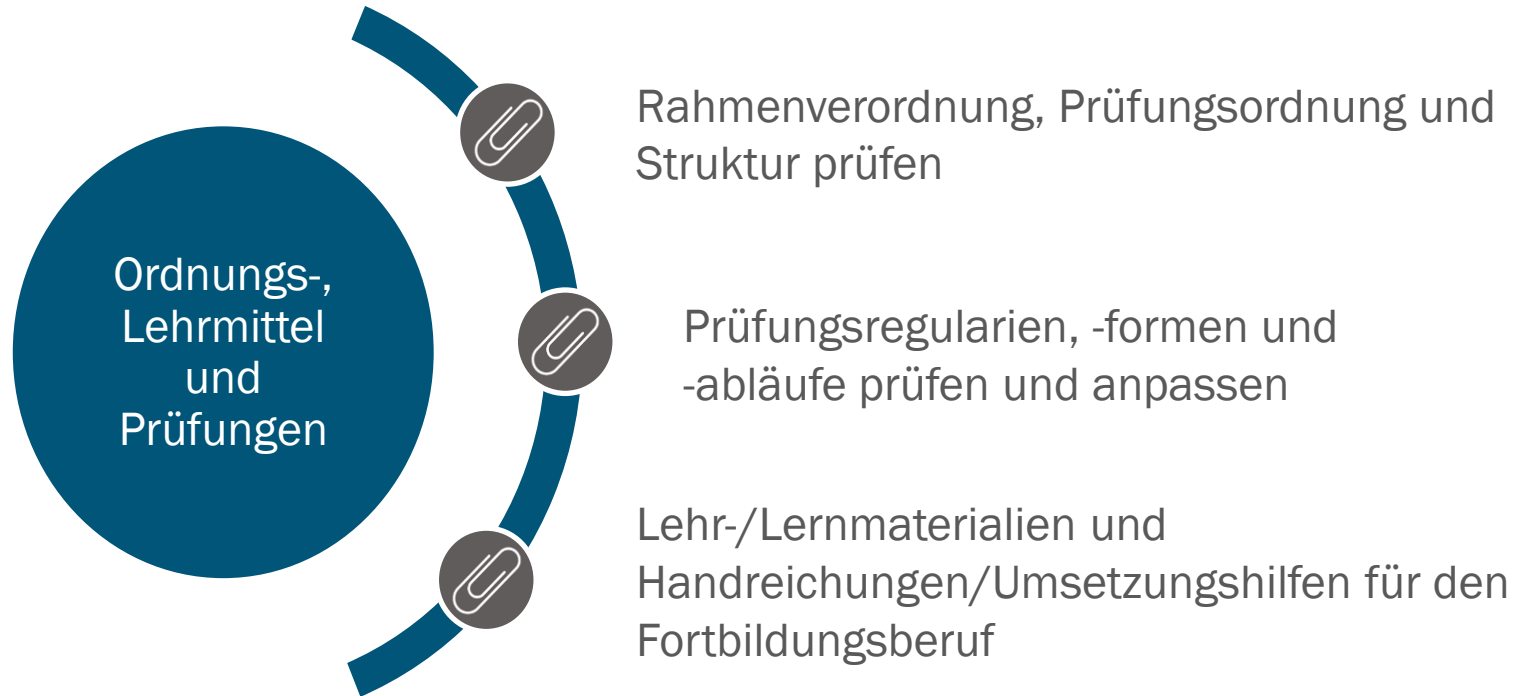 Ordnungs-,
Lehrmittel
und
Prüfungen
Rahmenverordnung, Prüfungsordnung und
Struktur prüfen
Prüfungsregularien, -formen und
-abläufe prüfen und anpassen
Lehr-/Lernmaterialien und
Handreichungen/Umsetzungshilfen für den
Fortbildungsberuf